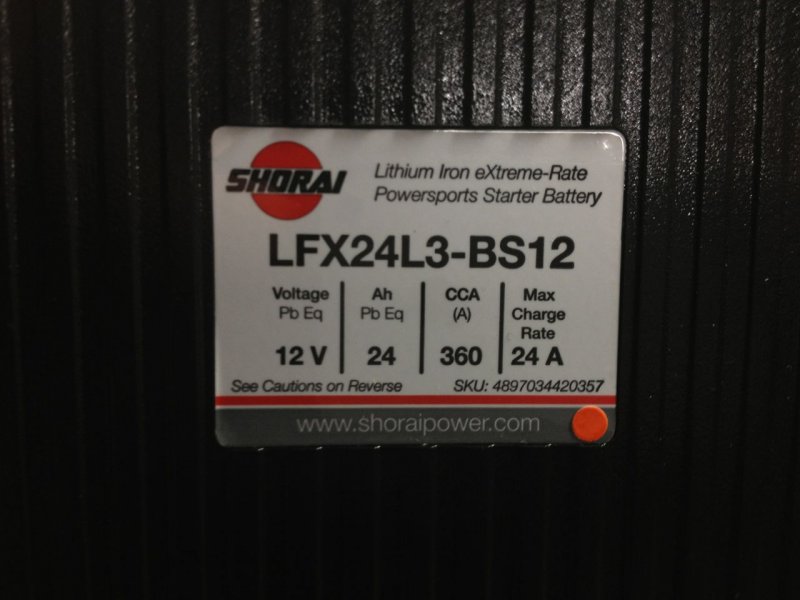 SHORAI
Lithium Iron eXtreme-Rate
Powersports Starter Battery
LFX24L3-BS12
Voltage Ah CCA Max
Pb Eq Pb Eq (A) Charge
Rate
12 V 24 360 24 A
See Cautions on Reverse SKU: 4897034420357
www.shoraipower.com